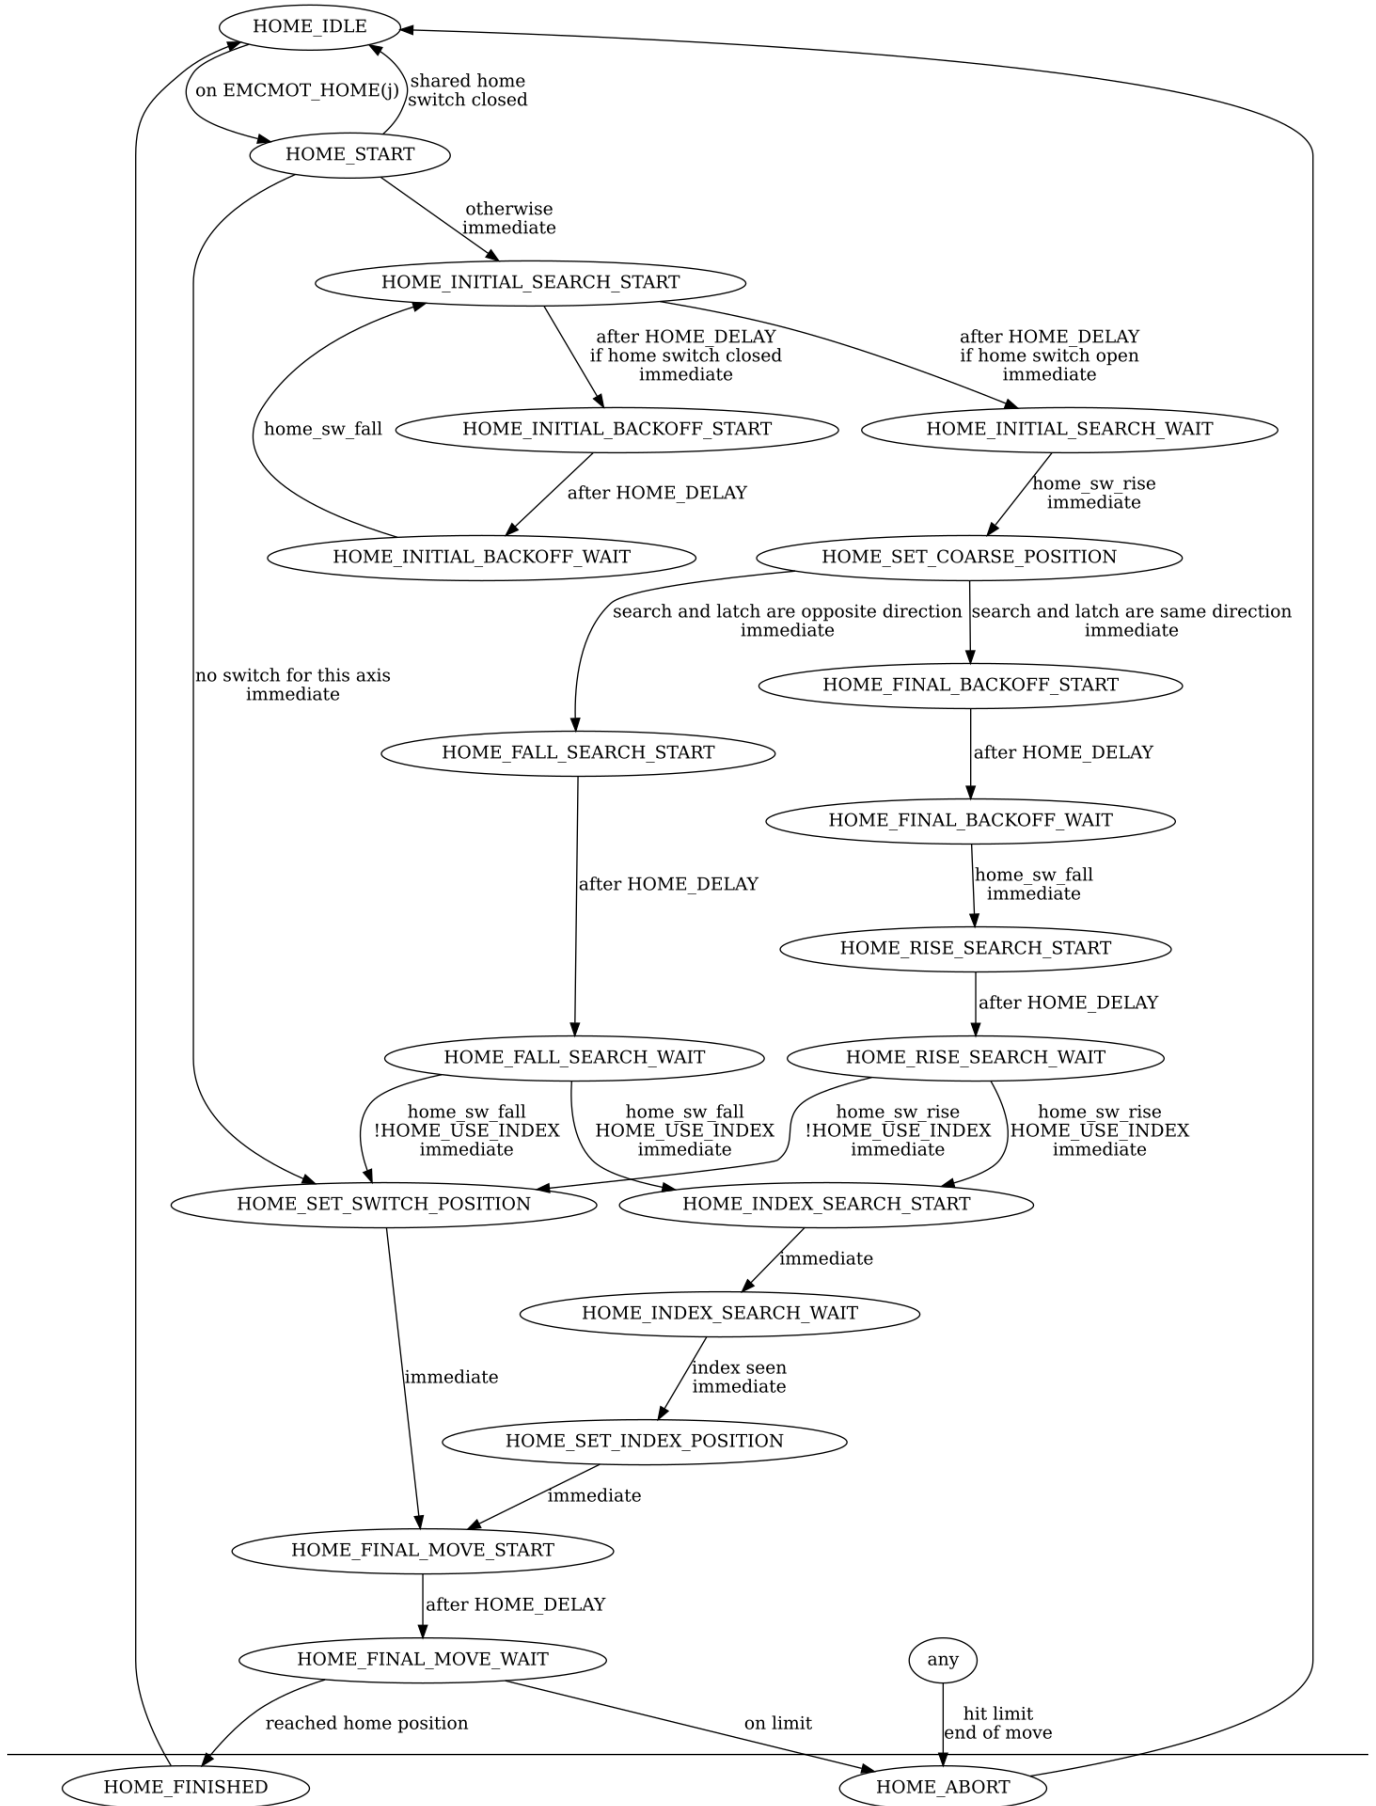 HOME_IDLE
on EMCMOT_HOME(j)
shared home
switch closed
HOME_START
otherwise
immediate
HOME_INITIAL_SEARCH_START
after HOME_DELAY
if home switch closed
immediate
after HOME_DELAY
if home switch open
immediate
home_sw_fall
HOME_INITIAL_BACKOFF_START
HOME_INITIAL_SEARCH_WAIT
after HOME_DELAY
home_sw_rise
immediate
HOME_INITIAL_BACKOFF_WAIT
HOME_SET_COARSE_POSITION
search and latch are opposite direction
immediate
search and latch are same direction
immediate
no switch for this axis
immediate
HOME_FINAL_BACKOFF_START
HOME_FALL_SEARCH_START
after HOME_DELAY
HOME_FINAL_BACKOFF_WAIT
after HOME_DELAY
home_sw_fall
immediate
HOME_RISE_SEARCH_START
after HOME_DELAY
HOME_FALL_SEARCH_WAIT
HOME_RISE_SEARCH_WAIT
home_sw_fall
!HOME_USE_INDEX
immediate
home_sw_fall
HOME_USE_INDEX
immediate
home_sw_rise
!HOME_USE_INDEX
immediate
home_sw_rise
HOME_USE_INDEX
immediate
HOME_SET_SWITCH_POSITION
HOME_INDEX_SEARCH_START
immediate
HOME_INDEX_SEARCH_WAIT
immediate
index seen
immediate
HOME_SET_INDEX_POSITION
immediate
HOME_FINAL_MOVE_START
after HOME_DELAY
HOME_FINAL_MOVE_WAIT
any
reached home position
on limit
hit limit
end of move
HOME_FINISHED
HOME_ABORT